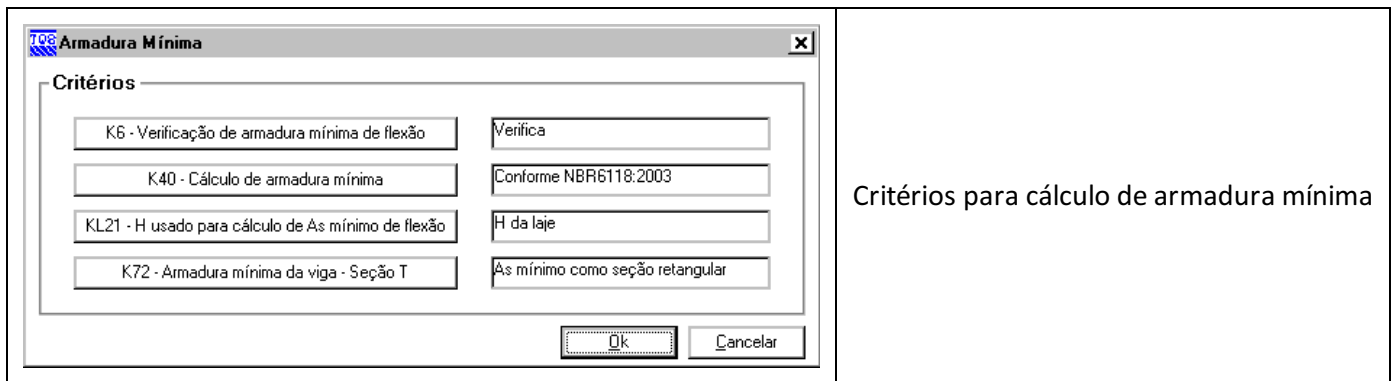 TQS Armadura Mínima
Critérios
K6 - Verificação de armadura mínima de flexão
Verifica
K40 - Cálculo de armadura mínima
Conforme NBR6118:2003
KL21 - H usado para cálculo de As mínimo de flexão
H da laje
K72 - Armadura mínima da viga - Seção T
As mínimo como seção retangular
Ok
Cancelar
Critérios para cálculo de armadura mínima